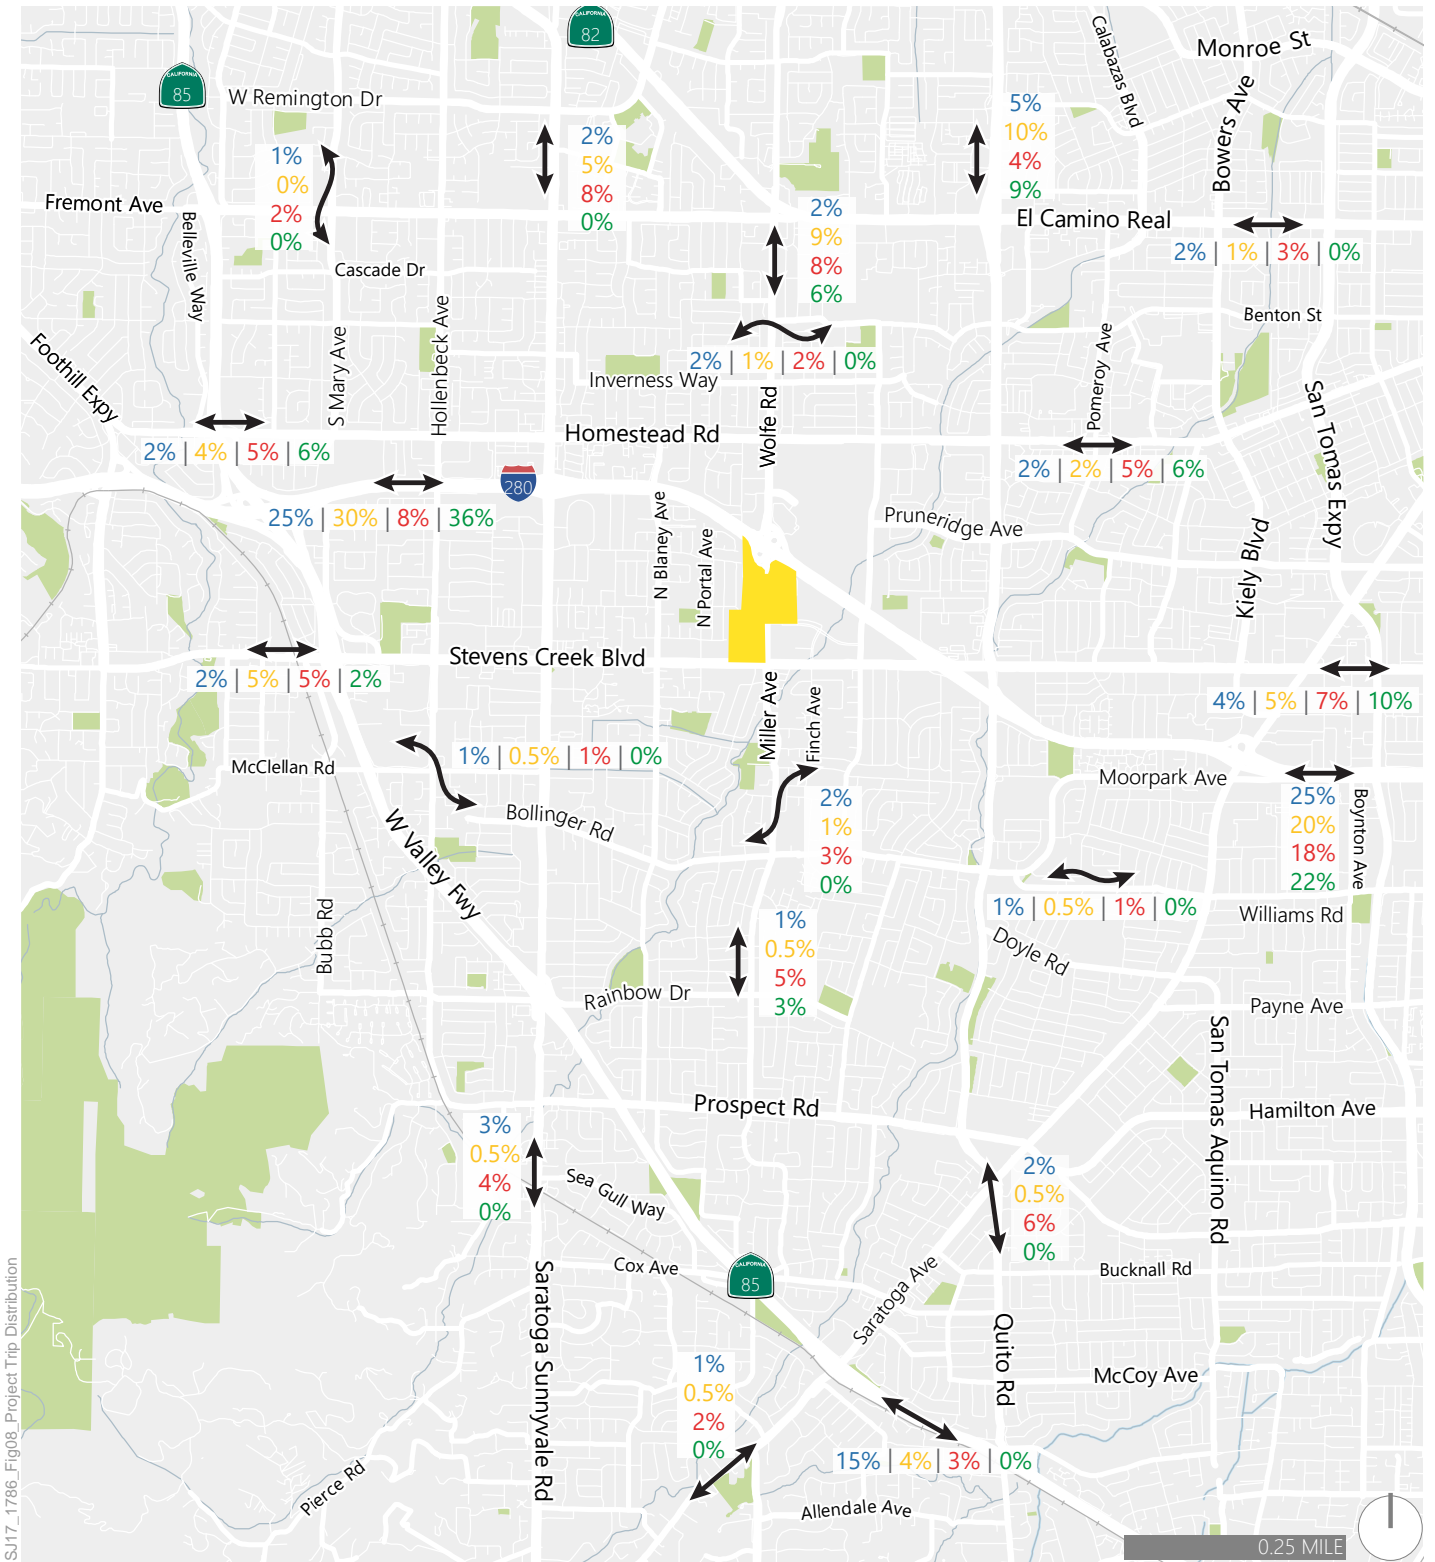 CALIFORNIA
82
Monroe St
Calabazas Blvd
CALIFORNIA
85
W Remington Dr
Bowers Ave
5%
10%
4%
9%
2%
5%
8%
0%
1%
0%
2%
0%
Fremont Ave
Belleville Way
2%
9%
8%
6%
El Camino Real
2% | 1% | 3% | 0%
Cascade Dr
Hollenbeck Ave
S Mary Ave
Foothill Expy
Benton St
Pomeroy Ave
2% | 1% | 2% | 0%
Inverness Way
Wolfe Rd
San Tomas Expy
Homestead Rd
2% | 4% | 5% | 6%
2% | 2% | 5% | 6%
280
25% | 30% | 8% | 36%
N Blaney Ave
N Portal Ave
Pruneridge Ave
Kiely Blvd
Stevens Creek Blvd
2% | 5% | 5% | 2%
Miller Ave
Finch Ave
4% | 5% | 7% | 10%
1% | 0.5% | 1% | 0%
McClellan Rd
Moorpark Ave
Bollinger Rd
2%
1%
3%
0%
25%
20%
18%
22%
Boynton Ave
W Valley Fwy
Bubb Rd
1% | 0.5% | 1% | 0%
Williams Rd
Doyle Rd
1%
0.5%
5%
3%
Rainbow Dr
Payne Ave
San Tomas Aquino Rd
Prospect Rd
Hamilton Ave
3%
0.5%
4%
0%
Sea Gull Way
2%
0.5%
6%
0%
Cox Ave
CALIFORNIA
85
Bucknall Rd
Saratoga Ave
Saratoga Sunnyvale Rd
Quito Rd
McCoy Ave
1%
0.5%
2%
0%
15% | 4% | 3% | 0%
Pierce Rd
Allendale Ave
0.25 MILE
SJ17_1786_Fig08_Project Trip Distribution